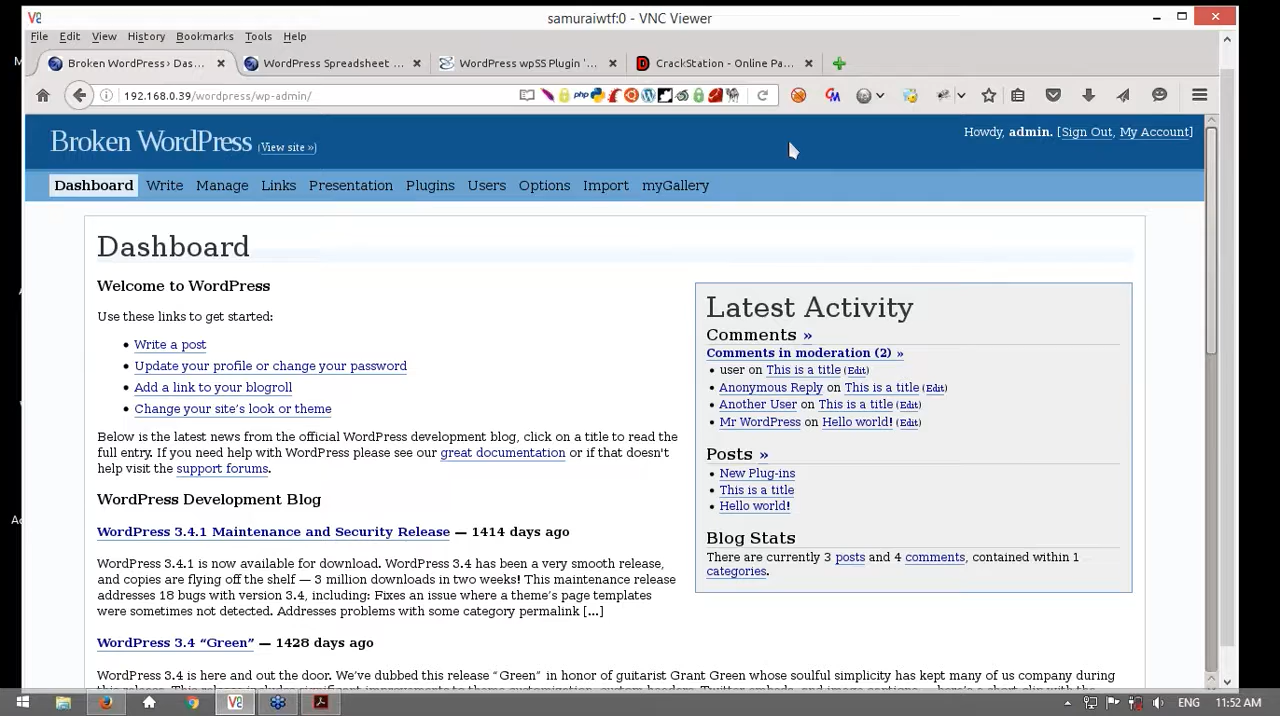 samuraiwtf:0 - VNC Viewer
File Edit View History Bookmarks Tools Help
Broken WordPress › Das...
WordPress Spreadsheet ...
WordPress wpSS Plugin '...
CrackStation - Online Pa...
192.168.0.39/wordpress/wp-admin/
Broken WordPress (View site »)
Howdy, admin. [Sign Out, My Account]
Dashboard Write Manage Links Presentation Plugins Users Options Import myGallery
Dashboard
Welcome to WordPress
Use these links to get started:
• Write a post
• Update your profile or change your password
• Add a link to your blogroll
• Change your site's look or theme
Below is the latest news from the official WordPress development blog, click on a title to read the
full entry. If you need help with WordPress please see our great documentation or if that doesn't
help visit the support forums.
WordPress Development Blog
WordPress 3.4.1 Maintenance and Security Release — 1414 days ago
WordPress 3.4.1 is now available for download. WordPress 3.4 has been a very smooth release,
and copies are flying off the shelf — 3 million downloads in two weeks! This maintenance release
addresses 18 bugs with version 3.4, including: Fixes an issue where a theme's page templates
were sometimes not detected. Addresses problems with some category permalink [...]
WordPress 3.4 “Green” — 1428 days ago
WordPress 3.4 is here and out the door. We've dubbed this release “Green” in honor of guitarist Grant Green whose soulful simplicity has kept many of us company during
Latest Activity
Comments »
Comments in moderation (2) »
• user on This is a title (Edit)
• Anonymous Reply on This is a title (Edit)
• Another User on This is a title (Edit)
• Mr WordPress on Hello world! (Edit)
Posts »
• New Plug-ins
• This is a title
• Hello world!
Blog Stats
There are currently 3 posts and 4 comments, contained within 1
categories.
ENG 11:52 AM